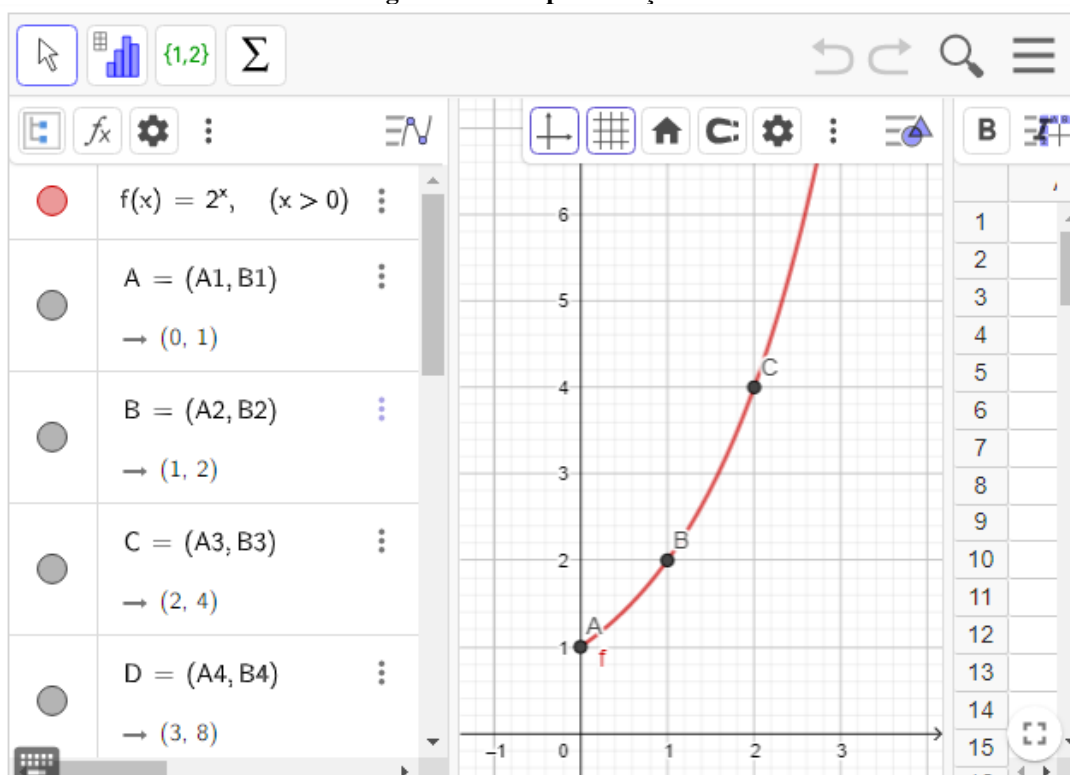 {1,2} Σ
fx
B
f(x) = 2ˣ, (x > 0)
A = (A1, B1)
→ (0, 1)
B = (A2, B2)
→ (1, 2)
C = (A3, B3)
→ (2, 4)
D = (A4, B4)
→ (3, 8)
6
5
4
3
2
1
C
B
A
f
−1 0 1 2 3
1
2
3
4
5
6
7
8
9
10
11
12
13
14
15